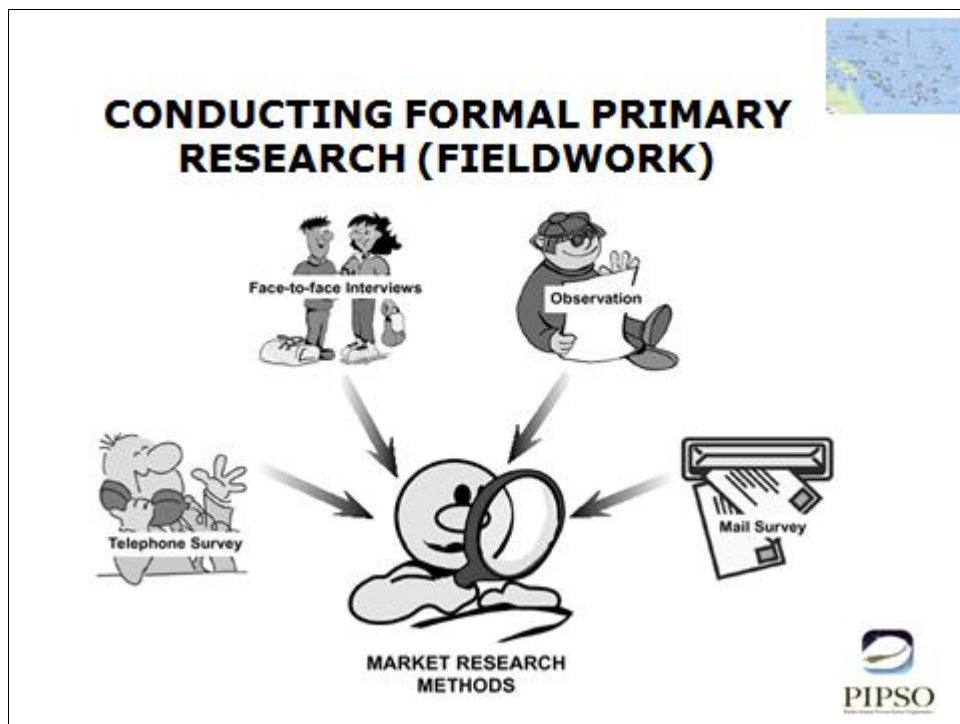 CONDUCTING FORMAL PRIMARY
RESEARCH (FIELDWORK)
Face-to-face Interviews
Observation
Telephone Survey
Mail Survey
MARKET RESEARCH
METHODS
PIPSO